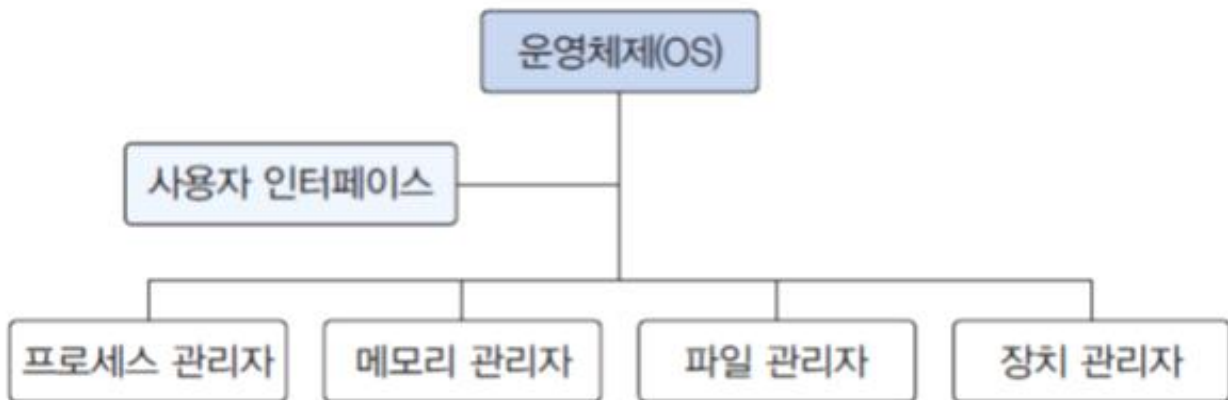 운영체제(OS)
사용자 인터페이스
프로세스 관리자
메모리 관리자
파일 관리자
장치 관리자